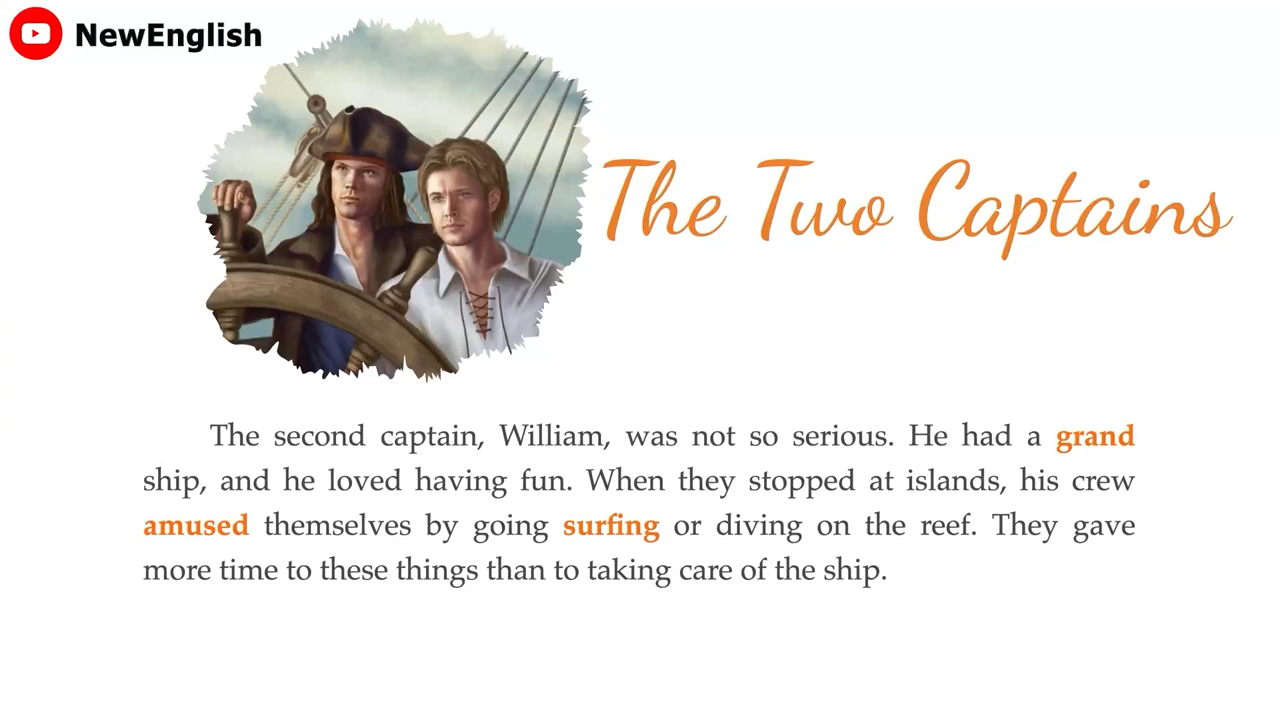 NewEnglish
The Two Captains
The second captain, William, was not so serious. He had a grand
ship, and he loved having fun. When they stopped at islands, his crew
amused themselves by going surfing or diving on the reef. They gave
more time to these things than to taking care of the ship.